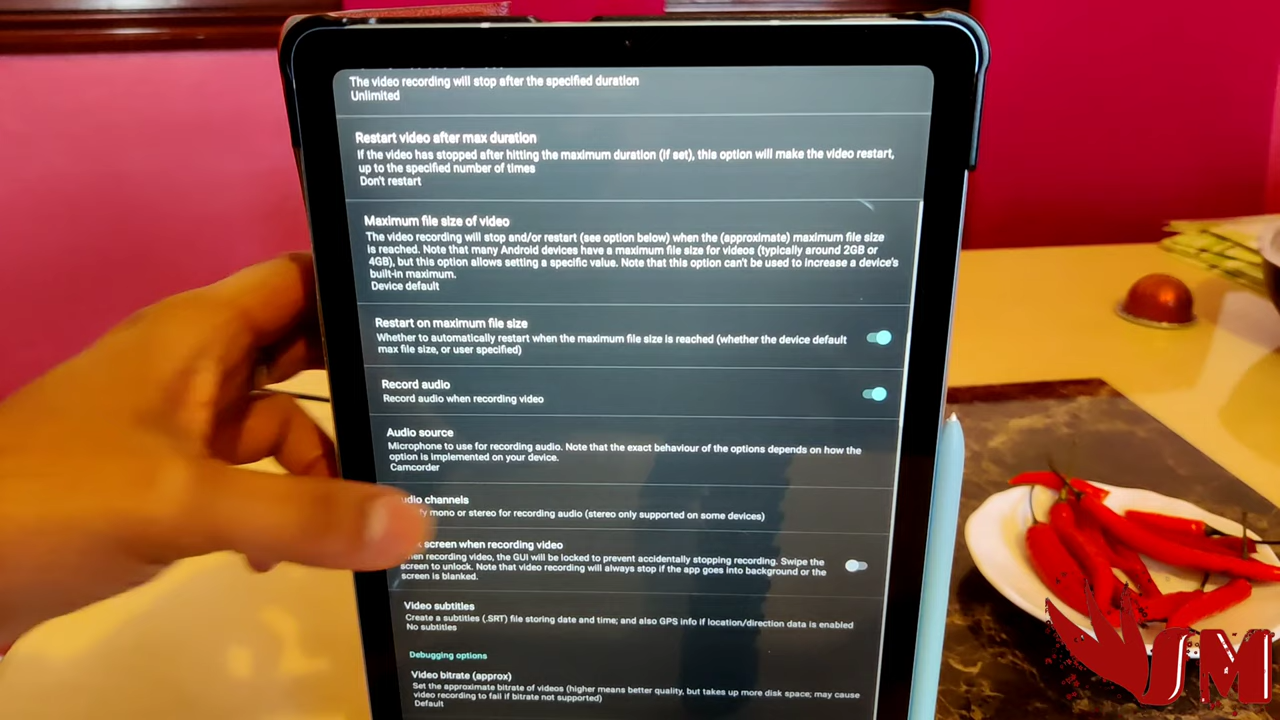 The video recording will stop after the specified duration
Unlimited
Restart video after max duration
If the video has stopped after hitting the maximum duration (if set), this option will make the video restart,
up to the specified number of times
Don't restart
Maximum file size of video
The video recording will stop and/or restart (see option below) when the (approximate) maximum file size
is reached. Note that many Android devices have a maximum file size for videos (typically around 2GB or
4GB), but this option allows setting a specific value. Note that this option can't be used to increase a device's
built-in maximum.
Device default
Restart on maximum file size
Whether to automatically restart when the maximum file size is reached (whether the device default
max file size, or user specified)
Record audio
Record audio when recording video
Audio source
Microphone to use for recording audio. Note that the exact behaviour of the options depends on how the
option is implemented on your device.
Camcorder
channels
mono or stereo for recording audio (stereo only supported on some devices)
screen when recording video
recording video, the GUI will be locked to prevent accidentally stopping recording. Swipe the
screen to unlock. Note that video recording will always stop if the app goes into background or the
screen is blanked.
Video subtitles
Create a subtitles (.SRT) file storing date and time; and also GPS info if location/direction data is enabled
No subtitles
Debugging options
Video bitrate (approx)
Set the approximate bitrate of videos (higher means better quality, but takes up more disk space; may cause
video recording to fail if bitrate not supported)
Default
SM